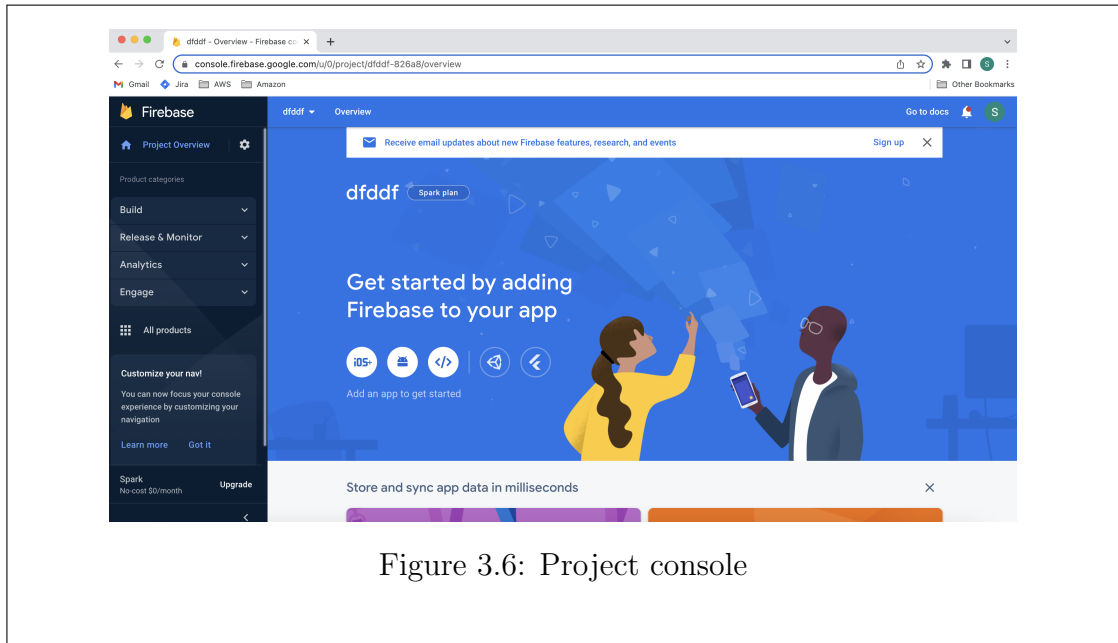 dfddf - Overview - Firebase co
console.firebase.google.com/u/0/project/dfddf-826a8/overview
Gmail Jira AWS Amazon Other Bookmarks
Firebase dfddf Overview Go to docs S
Project Overview
Receive email updates about new Firebase features, research, and events Sign up
Product categories
dfddf Spark plan
Build
Release & Monitor
Analytics
Engage
Get started by adding
Firebase to your app
All products
iOS+ </>
Add an app to get started
Customize your nav!
You can now focus your console
experience by customizing your
navigation
Learn more Got it
Spark
No-cost $0/month
Upgrade
Store and sync app data in milliseconds
Figure 3.6: Project console